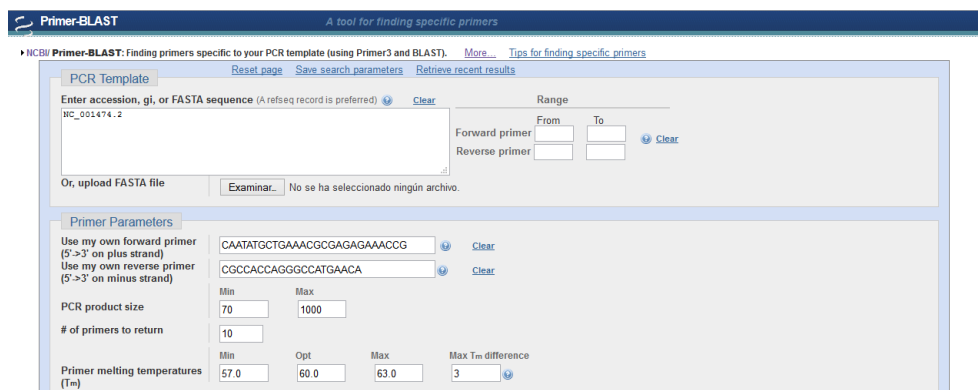 Primer-BLAST A tool for finding specific primers
NCBI/ Primer-BLAST: Finding primers specific to your PCR template (using Primer3 and BLAST). More... Tips for finding specific primers
Reset page Save search parameters Retrieve recent results
PCR Template
Enter accession, gi, or FASTA sequence (A refseq record is preferred) Clear Range
NC_001474.2
From To
Forward primer Clear
Reverse primer
Or, upload FASTA file Examinar... No se ha seleccionado ningún archivo.
Primer Parameters
Use my own forward primer
(5'->3' on plus strand) CAATATGCTGAAACGCGAGAGAAACCG Clear
Use my own reverse primer
(5'->3' on minus strand) CGCCACCAGGGCCATGAACA Clear
Min Max
PCR product size 70 1000
# of primers to return 10
Min Opt Max Max Tm difference
Primer melting temperatures
(Tm) 57.0 60.0 63.0 3